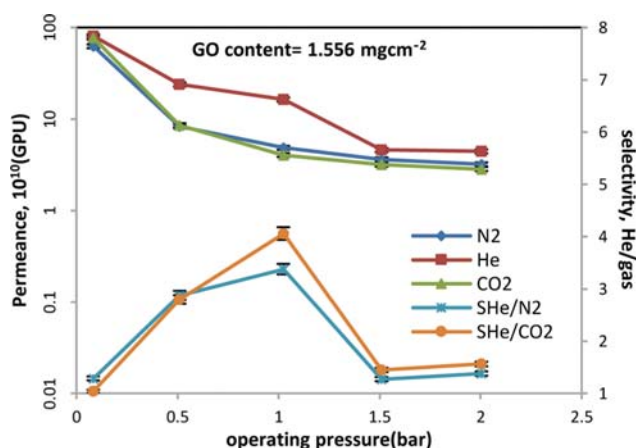 GO content= 1.556 mgcm-2
Permeance, 10¹⁰(GPU)
100
10
1
0.1
0.01
selectivity, He/gas
8
7
6
5
4
3
2
1
N2
He
CO2
SHe/N2
SHe/CO2
0 0.5 1 1.5 2 2.5
operating pressure(bar)